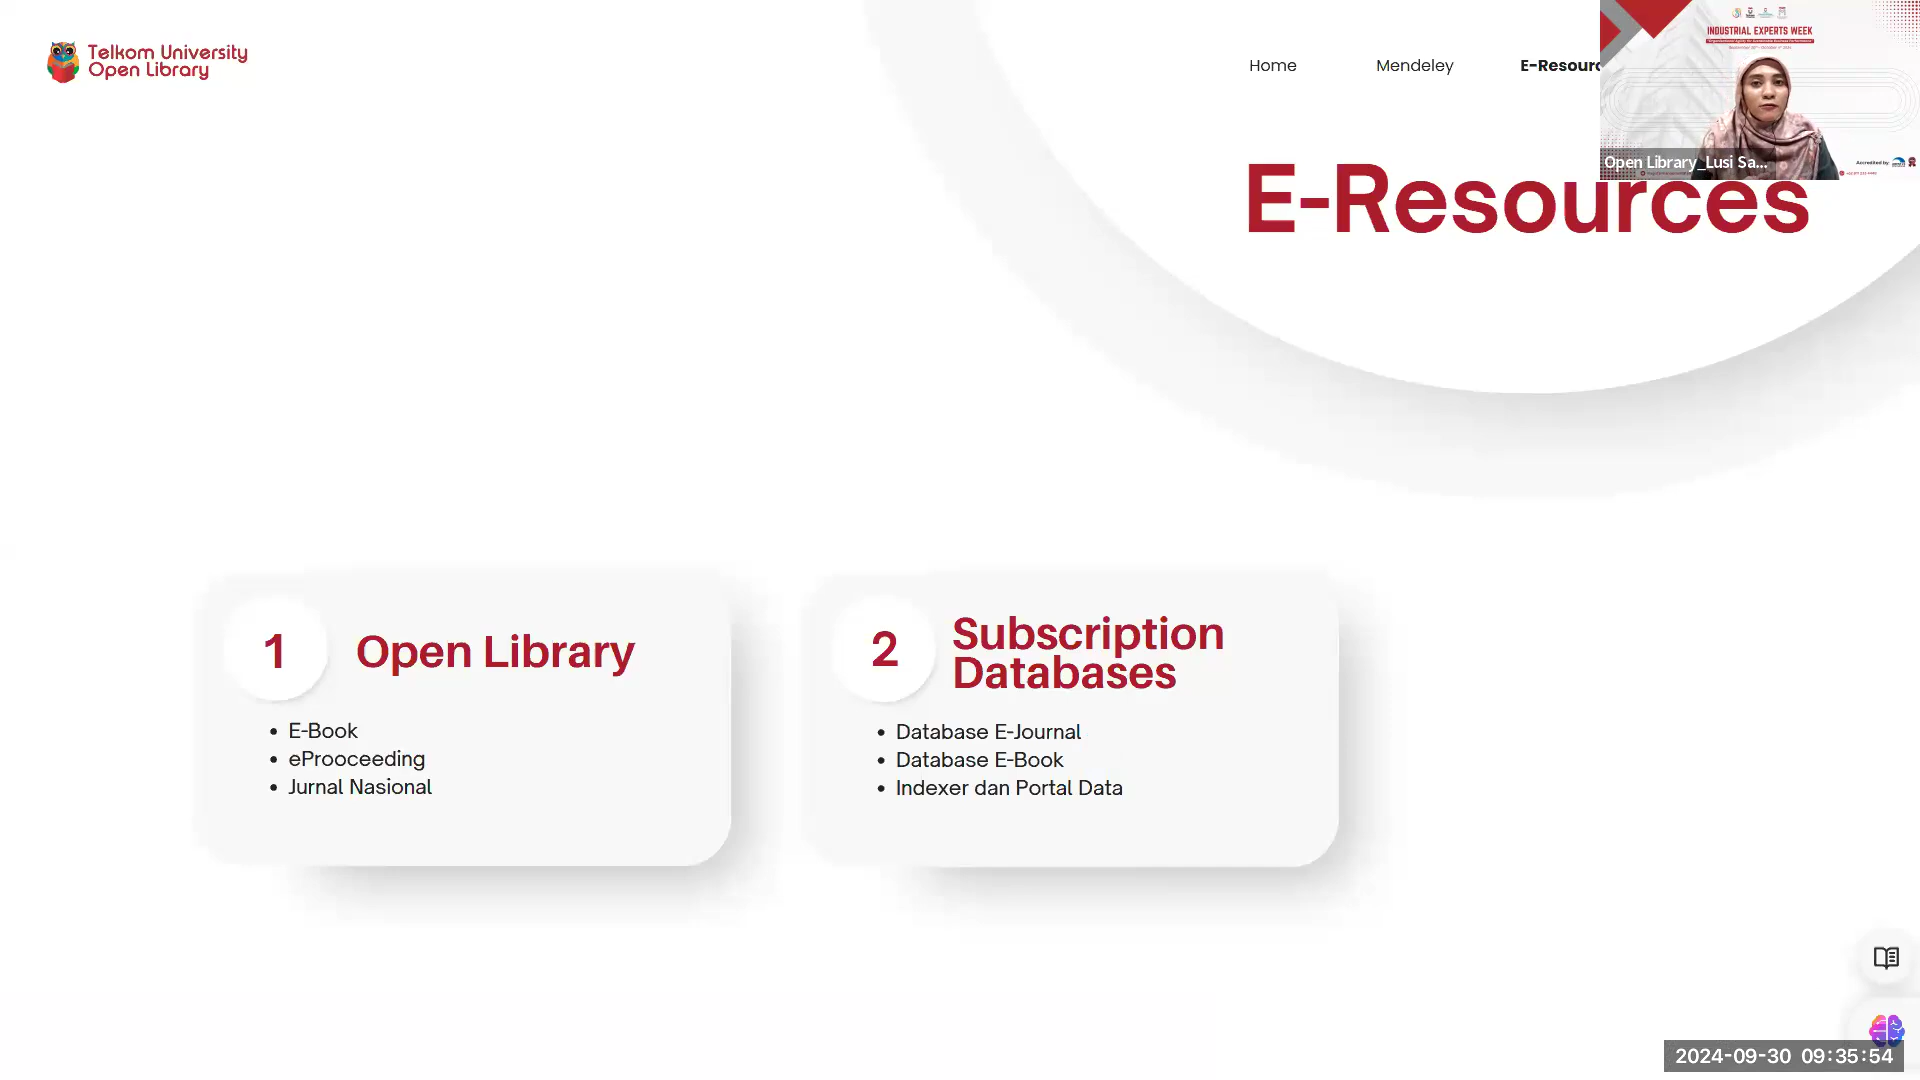 Telkom University
Open Library
Home
Mendeley
E-Resourc
INDUSTRIAL EXPERTS WEEK
Accredited by
Open Library_Lusi Sa...
E-Resources
1
Open Library
E-Book
eProoceeding
Jurnal Nasional
2
Subscription
Databases
Database E-Journal
Database E-Book
Indexer dan Portal Data
2024-09-30 09:35:54